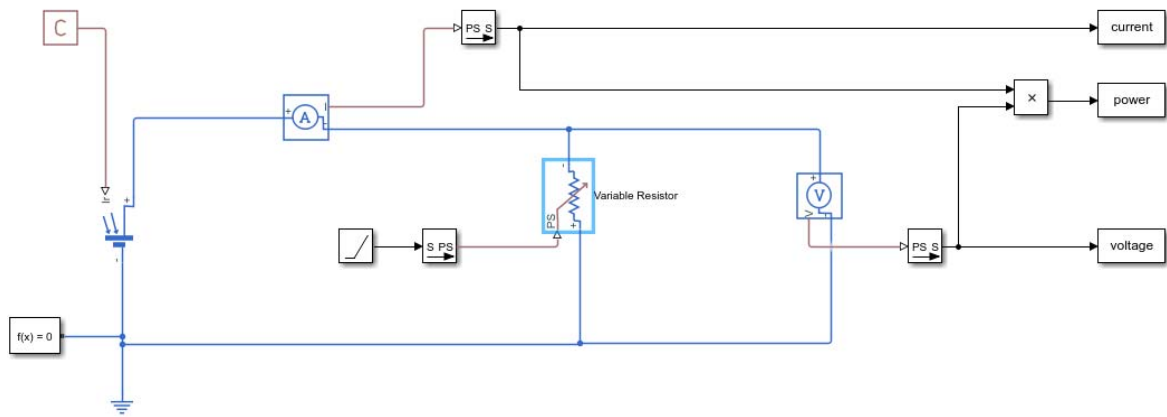 C
PS S
current
×
power
+
A
I
Ir
+
-
-
Variable Resistor
PS
+
+
V
V
-
S PS
PS S
voltage
f(x) = 0